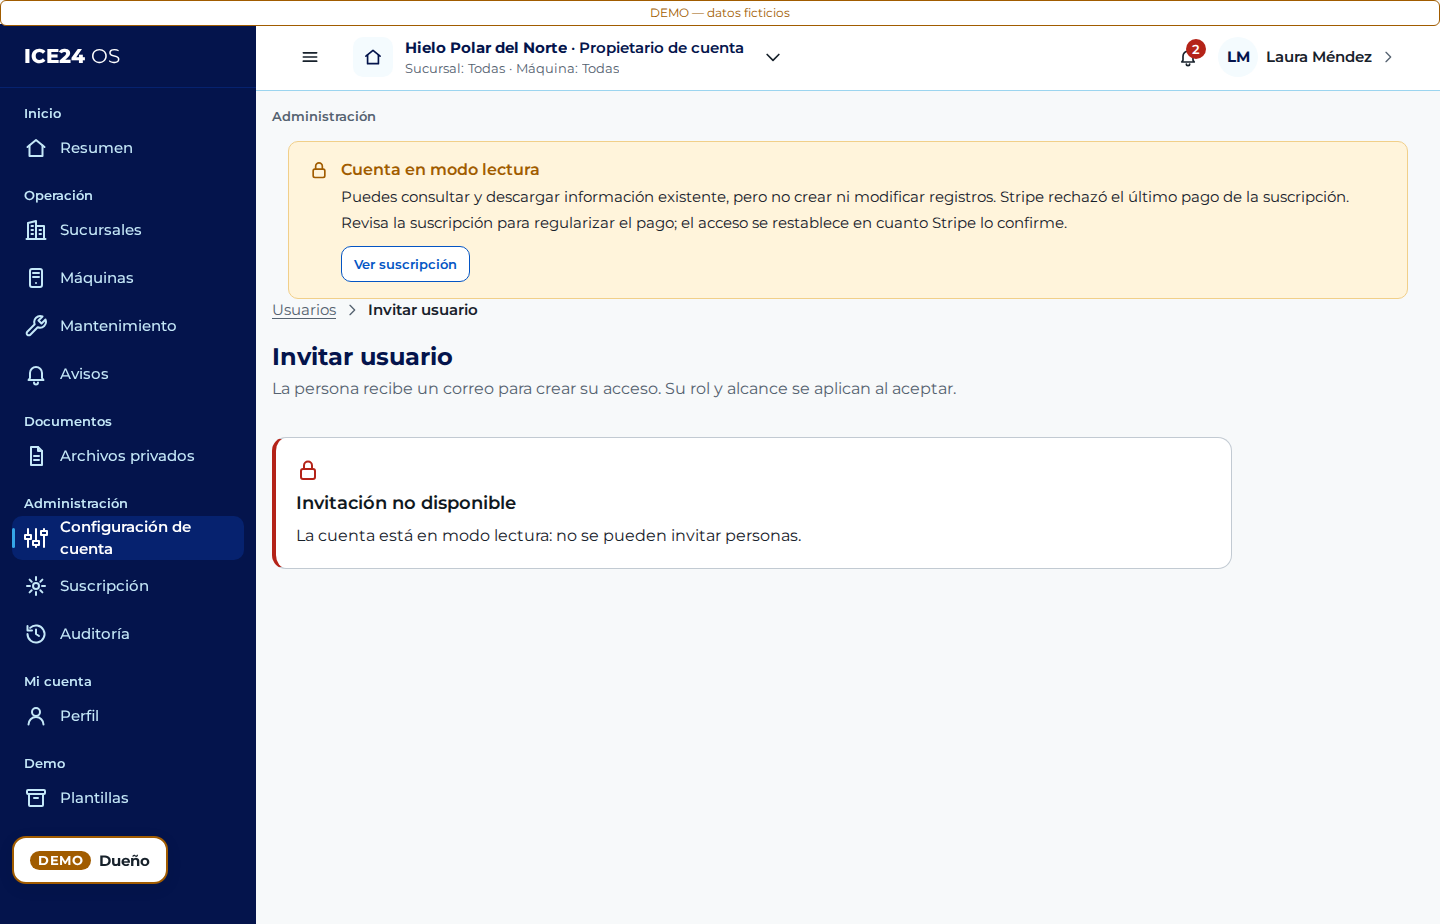 DEMO — datos ficticios
ICE24 OS
Inicio
Resumen
Operación
Sucursales
Máquinas
Mantenimiento
Avisos
Documentos
Archivos privados
Administración
Configuración de
cuenta
Suscripción
Auditoría
Mi cuenta
Perfil
Demo
Plantillas
DEMO Dueño
Hielo Polar del Norte · Propietario de cuenta
Sucursal: Todas · Máquina: Todas
2
LM Laura Méndez
Administración
Cuenta en modo lectura
Puedes consultar y descargar información existente, pero no crear ni modificar registros. Stripe rechazó el último pago de la suscripción.
Revisa la suscripción para regularizar el pago; el acceso se restablece en cuanto Stripe lo confirme.
Ver suscripción
Usuarios > Invitar usuario
Invitar usuario
La persona recibe un correo para crear su acceso. Su rol y alcance se aplican al aceptar.
Invitación no disponible
La cuenta está en modo lectura: no se pueden invitar personas.